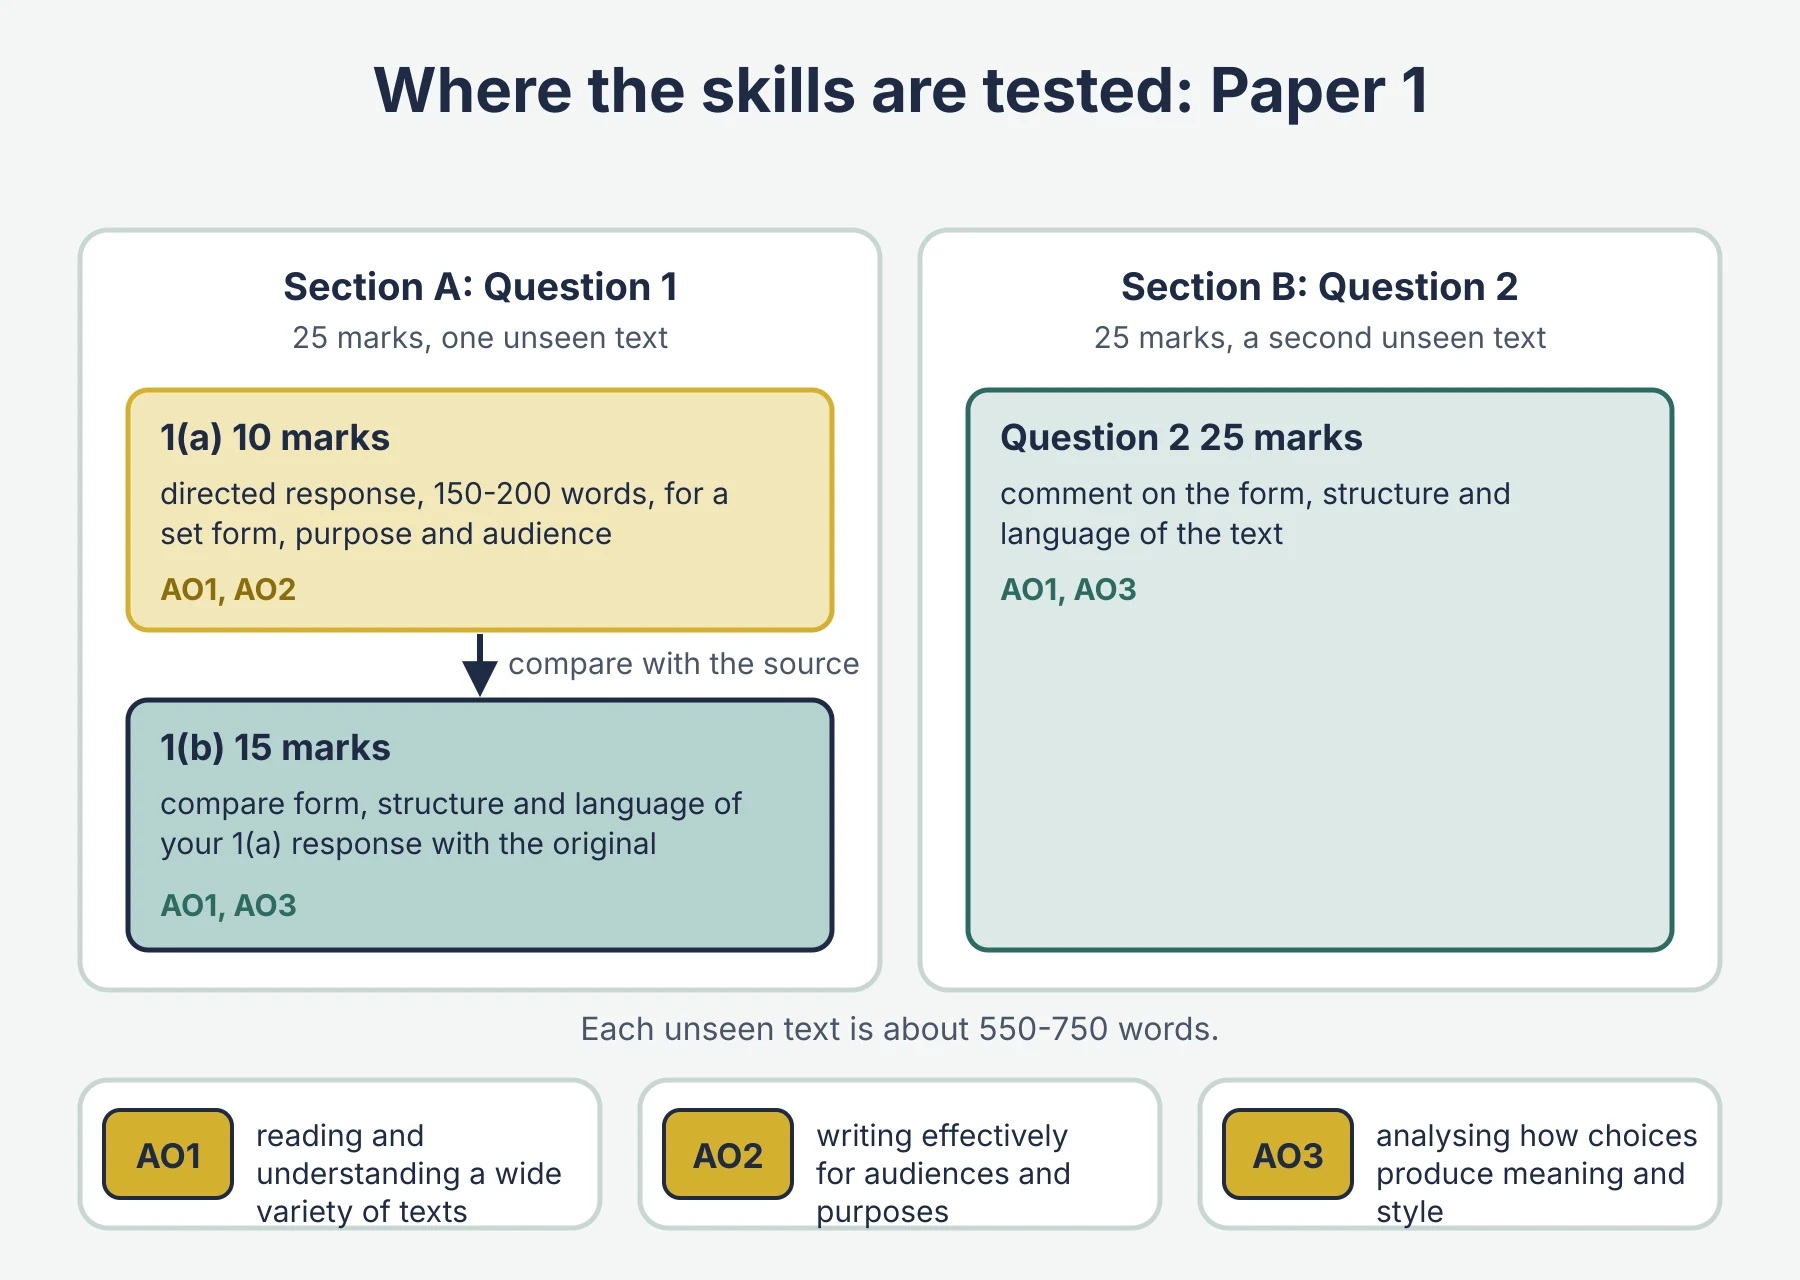 Where the skills are tested: Paper 1
Section A: Question 1
25 marks, one unseen text
1(a) 10 marks
directed response, 150-200 words, for a
set form, purpose and audience
AO1, AO2
compare with the source
1(b) 15 marks
compare form, structure and language of
your 1(a) response with the original
AO1, AO3
Section B: Question 2
25 marks, a second unseen text
Question 2 25 marks
comment on the form, structure and
language of the text
AO1, AO3
Each unseen text is about 550-750 words.
AO1
reading and
understanding a wide
variety of texts
AO2
writing effectively
for audiences and
purposes
AO3
analysing how choices
produce meaning and
style